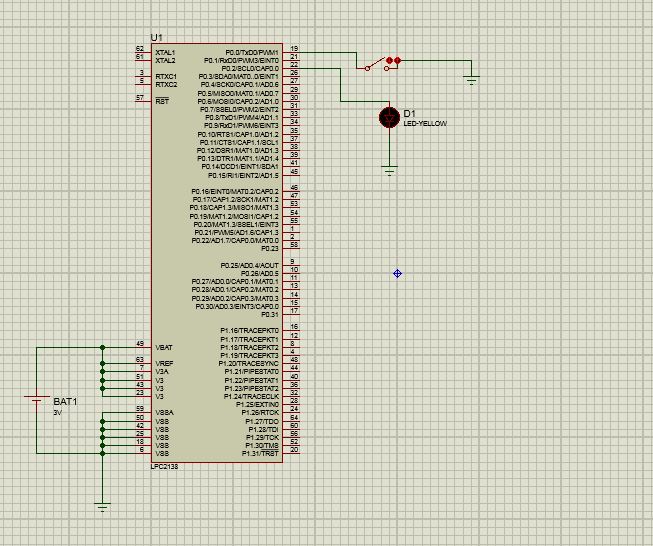 U1
62 XTAL1
61 XTAL2
3 RTXC1
5 RTXC2
57 RST
49 VBAT
63 VREF
7 V3A
51 V3
43 V3
23 V3
59 VSSA
50 VSS
42 VSS
25 VSS
18 VSS
6 VSS
P0.0/TxD0/PWM1 19
P0.1/RxD0/PWM3/EINT0 21
P0.2/SCL0/CAP0.0 22
P0.3/SDA0/MAT0.0/EINT1 26
P0.4/SCK0/CAP0.1/AD0.6 27
P0.5/MISO0/MAT0.1/AD0.7 29
P0.6/MOSI0/CAP0.2/AD1.0 30
P0.7/SSEL0/PWM2/EINT2 31
P0.8/TxD1/PWM4/AD1.1 33
P0.9/RxD1/PWM6/EINT3 34
P0.10/RTS1/CAP1.0/AD1.2 35
P0.11/CTS1/CAP1.1/SCL1 37
P0.12/DSR1/MAT1.0/AD1.3 38
P0.13/DTR1/MAT1.1/AD1.4 39
P0.14/DCD1/EINT1/SDA1 41
P0.15/RI1/EINT2/AD1.5 45
P0.16/EINT0/MAT0.2/CAP0.2 46
P0.17/CAP1.2/SCK1/MAT1.2 47
P0.18/CAP1.3/MISO1/MAT1.3 53
P0.19/MAT1.2/MOSI1/CAP1.2 54
P0.20/MAT1.3/SSEL1/EINT3 55
P0.21/PWM5/AD1.6/CAP1.3 1
P0.22/AD1.7/CAP0.0/MAT0.0 2
P0.23 58
P0.25/AD0.4/AOUT 9
P0.26/AD0.5 10
P0.27/AD0.0/CAP0.1/MAT0.1 11
P0.28/AD0.1/CAP0.2/MAT0.2 13
P0.29/AD0.2/CAP0.3/MAT0.3 14
P0.30/AD0.3/EINT3/CAP0.0 15
P0.31 17
P1.16/TRACEPKT0 16
P1.17/TRACEPKT1 12
P1.18/TRACEPKT2 8
P1.19/TRACEPKT3 4
P1.20/TRACESYNC 48
P1.21/PIPESTAT0 44
P1.22/PIPESTAT1 40
P1.23/PIPESTAT2 36
P1.24/TRACECLK 32
P1.25/EXTIN0 28
P1.26/RTCK 24
P1.27/TDO 64
P1.28/TDI 60
P1.29/TCK 56
P1.30/TMS 52
P1.31/TRST 20
LPC2138
D1
LED-YELLOW
BAT1
3V